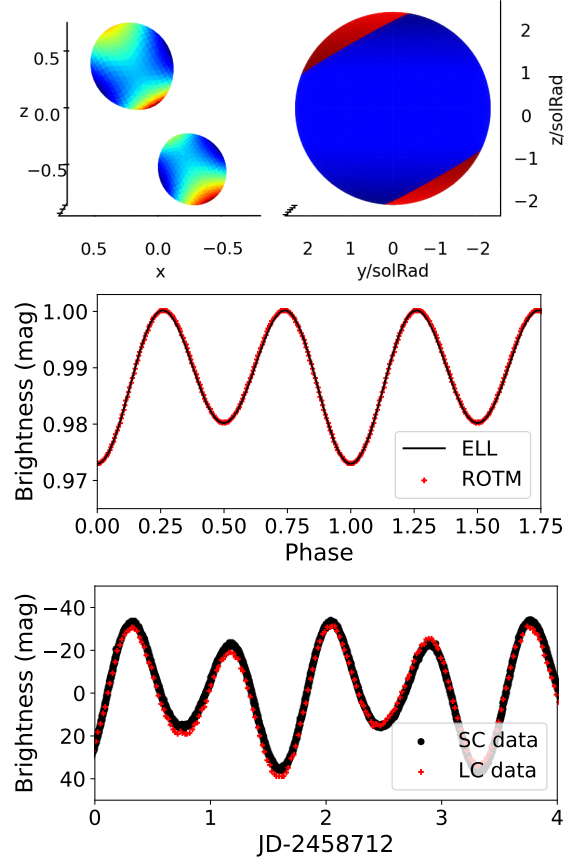 0.5
z 0.0
−0.5
0.5 0.0 −0.5
x
2
1
0
−1
−2
z/solRad
2 1 0 −1 −2
y/solRad
1.00
0.99
0.98
0.97
Brightness (mag)
ELL
ROTM
0.00 0.25 0.50 0.75 1.00 1.25 1.50 1.75
Phase
−40
−20
0
20
40
Brightness (mag)
SC data
LC data
0 1 2 3 4
JD-2458712